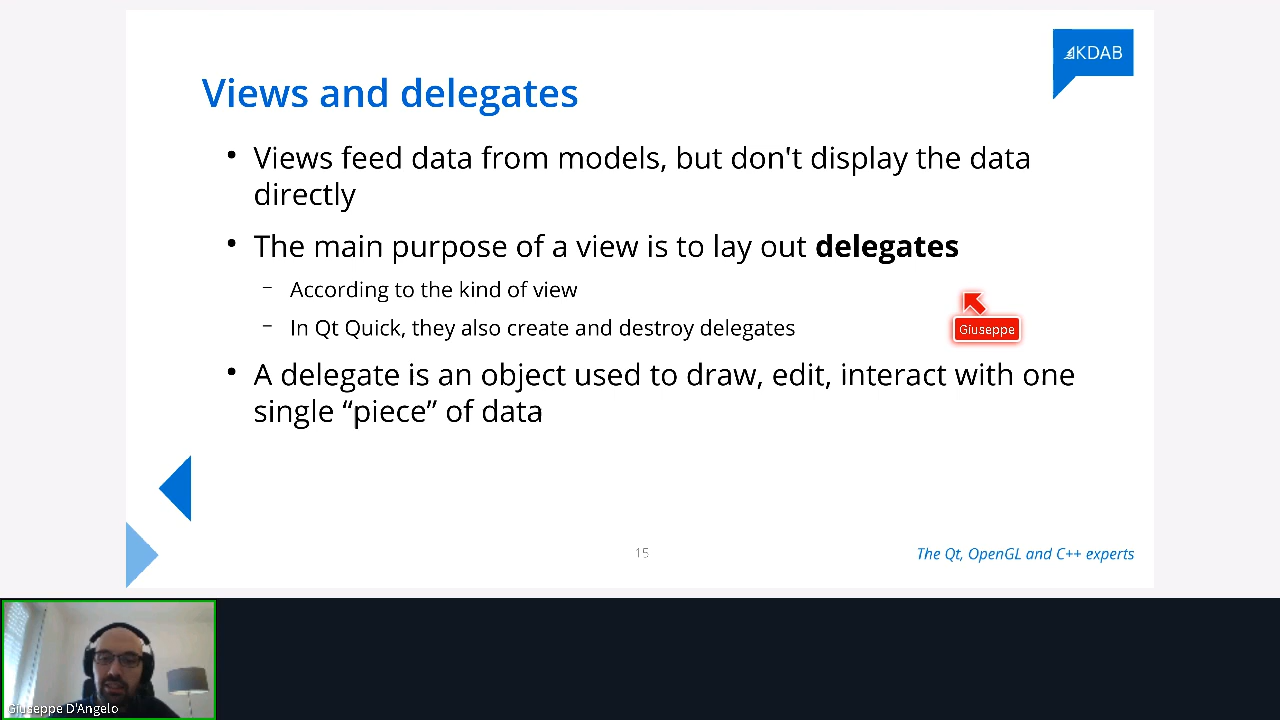 KDAB
Views and delegates
• Views feed data from models, but don't display the data
directly
• The main purpose of a view is to lay out delegates
– According to the kind of view
– In Qt Quick, they also create and destroy delegates
Giuseppe
• A delegate is an object used to draw, edit, interact with one
single “piece” of data
15
The Qt, OpenGL and C++ experts
Giuseppe D'Angelo